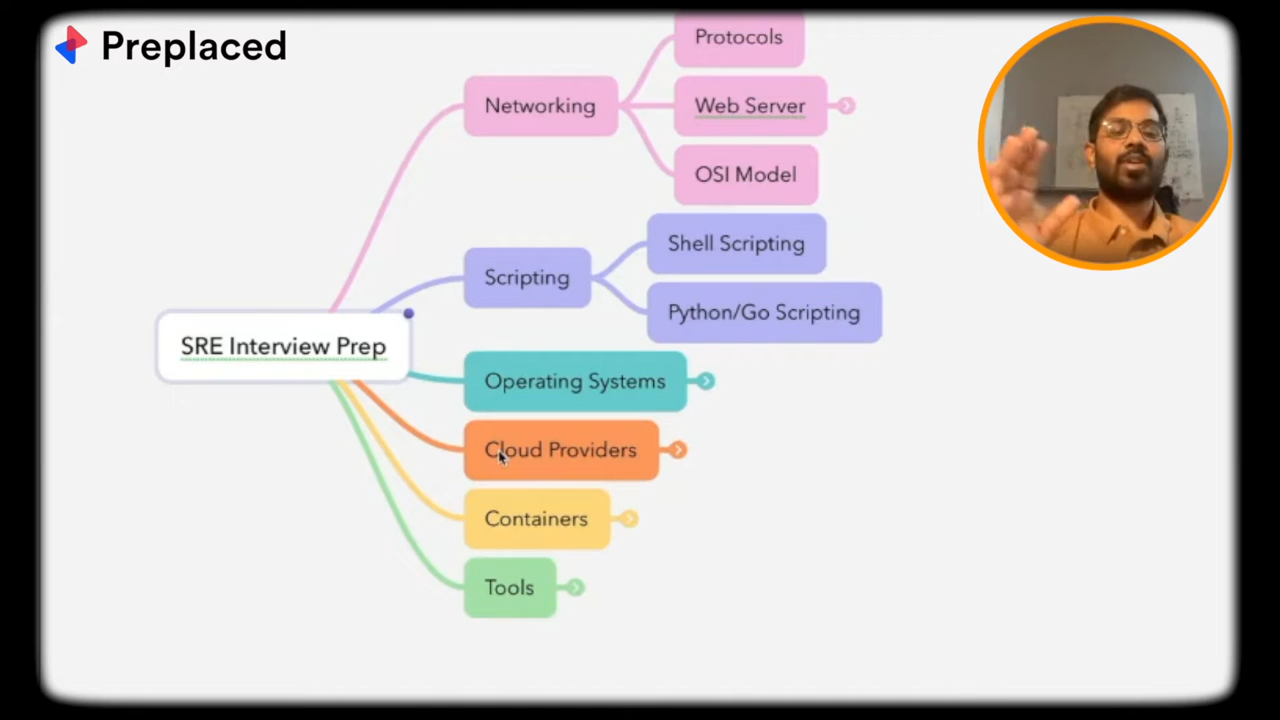 Preplaced
Protocols
Networking
Web Server
OSI Model
Shell Scripting
Scripting
Python/Go Scripting
SRE Interview Prep
Operating Systems
Cloud Providers
Containers
Tools